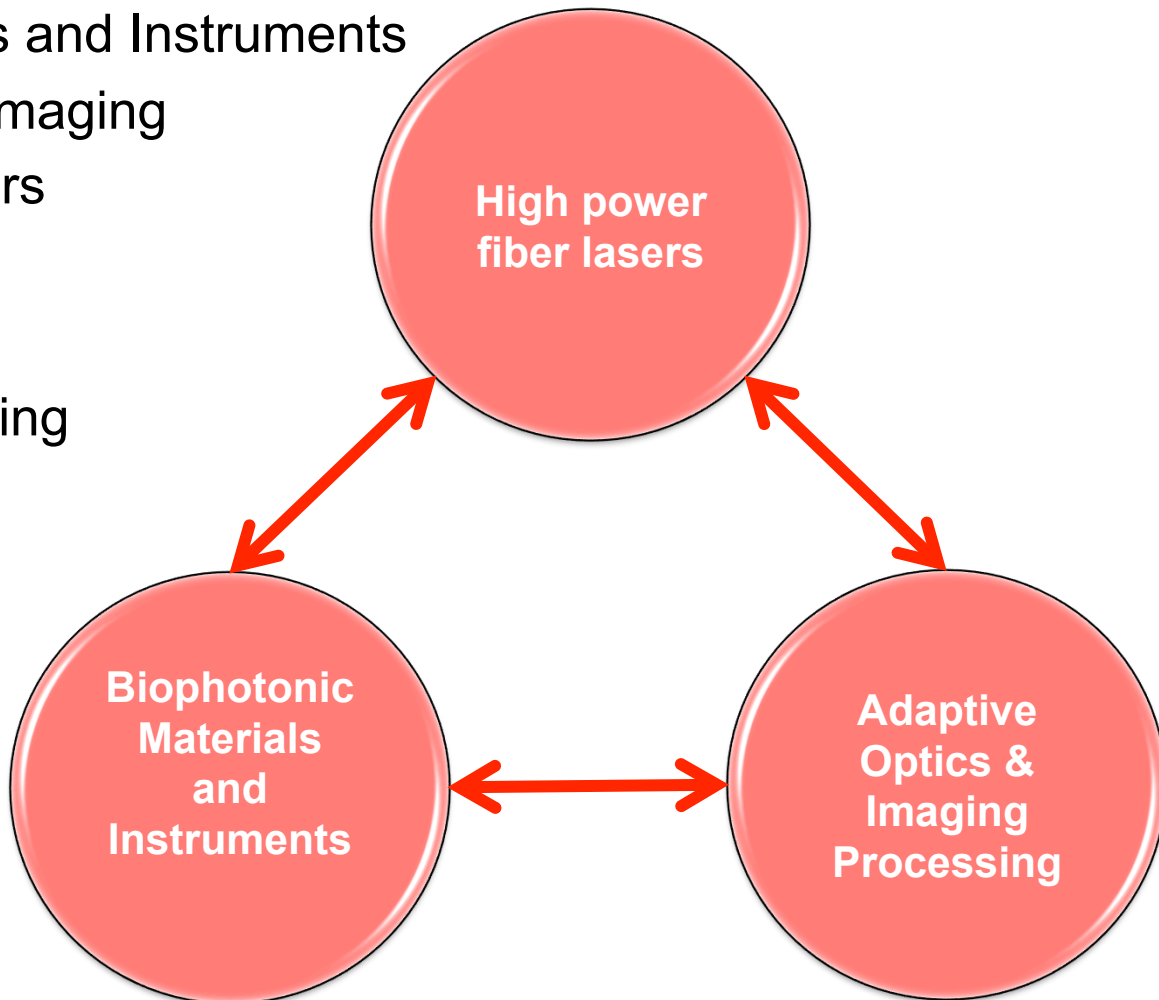 s and Instruments
maging
rs
ing
High power
fiber lasers
Biophotonic
Materials
and
Instruments
Adaptive
Optics &
Imaging
Processing